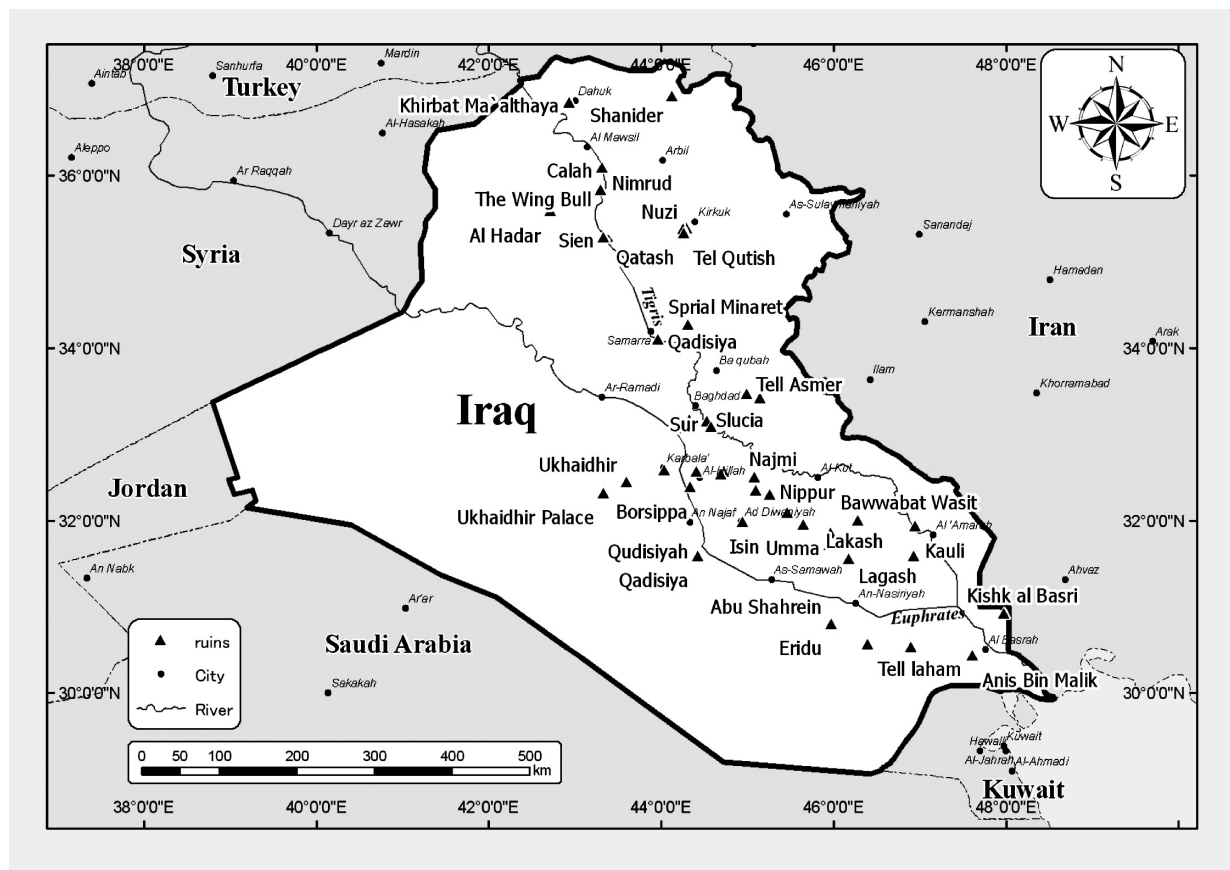 38°0'0"E
40°0'0"E
42°0'0"E
44°0'0"E
46°0'0"E
48°0'0"E
N
W
E
S
Mardin
Sanhurfa
Aintab
Turkey
Dahuk
Khirbat Ma'althaya
Shanider
Al-Hasakah
Al Mawsil
Aleppo
Arbil
36°0'0"N
36°0'0"N
Ar Raqqah
Calah
Nimrud
The Wing Bull
As-Sulaymaniyah
Nuzi
Kirkuk
Dayr az Zawr
Sanandaj
Al Hadar
Sien
Syria
Qatash
Tel Qutish
Hamadan
Tigris
Sprial Minaret
Kermanshah
Iran
Arak
34°0'0"N
Samarra
Qadisiya
34°0'0"N
Ba qubah
Ilam
Tell Asmer
Khorramabad
Ar-Ramadi
Baghdad
Iraq
Sur
Slucia
Ukhaidhir
Karbala'
Najmi
Al-Hillah
Al-Kut
Jordan
Nippur
Bawwabat Wasit
Ukhaidhir Palace
Borsippa
An Najaf
Ad Diwaniyah
32°0'0"N
32°0'0"N
Al 'Amarah
Qudisiyah
Isin
Umma
Lakash
Kauli
An Nabk
Qadisiya
As-Samawah
Lagash
Ahvaz
Ar'ar
Abu Shahrein
An-Nasiriyah
Kishk al Basri
Euphrates
Saudi Arabia
Eridu
Al Basrah
ruins
City
River
Tell Iaham
Anis Bin Malik
Sakakah
30°0'0"N
30°0'0"N
Hawalli
Kuwait
Al-Jahrah
Al-Ahmadi
Kuwait
0 50 100 200 300 400 500
km
38°0'0"E
40°0'0"E
42°0'0"E
44°0'0"E
46°0'0"E
48°0'0"E